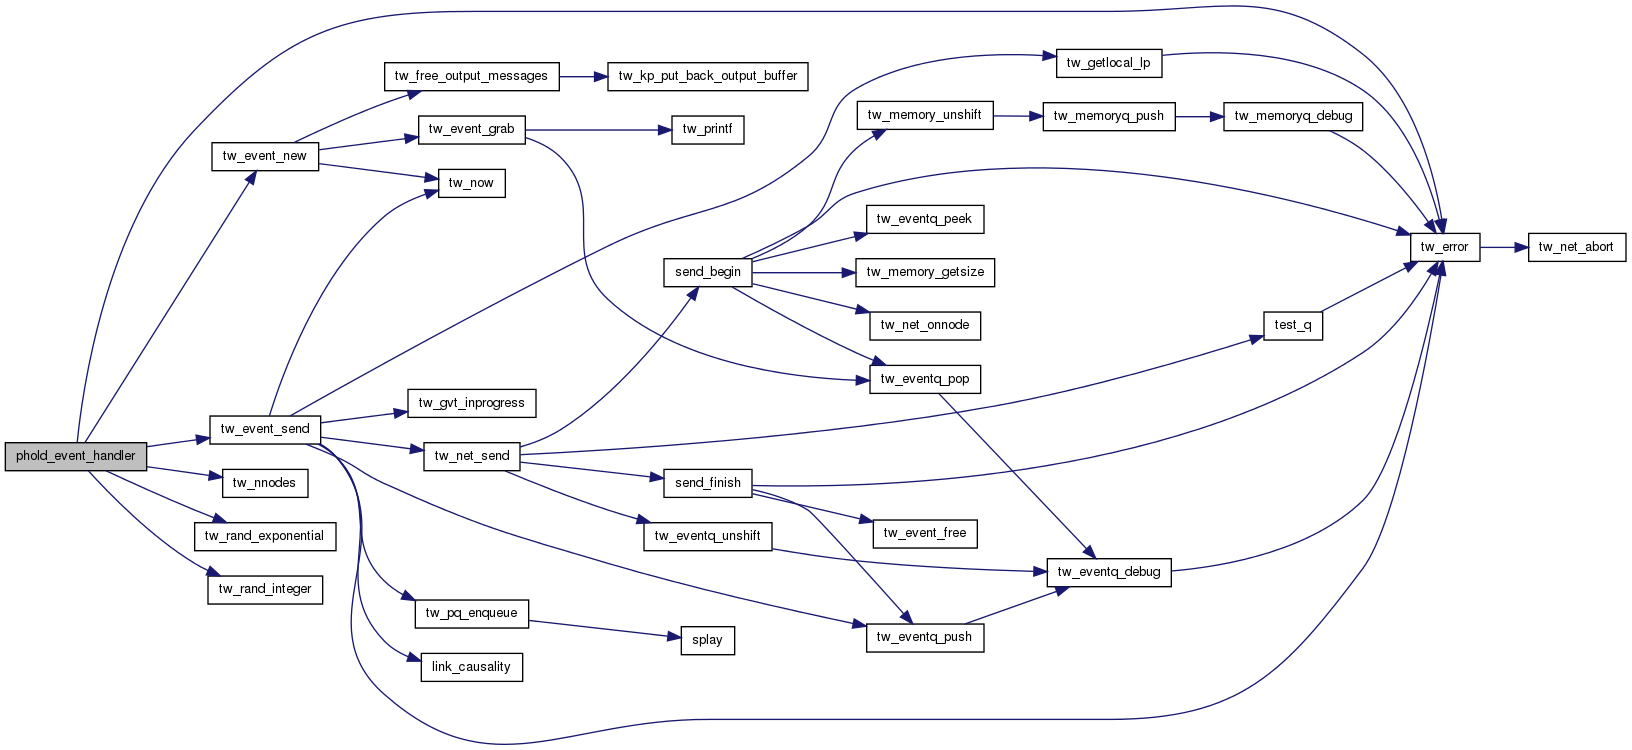 phold_event_handler
tw_event_new
tw_event_send
tw_nnodes
tw_rand_exponential
tw_rand_integer
tw_free_output_messages
tw_event_grab
tw_now
tw_gvt_inprogress
tw_net_send
tw_pq_enqueue
link_causality
tw_kp_put_back_output_buffer
tw_printf
send_begin
send_finish
tw_eventq_unshift
splay
tw_memory_unshift
tw_eventq_peek
tw_memory_getsize
tw_net_onnode
tw_eventq_pop
tw_event_free
tw_eventq_push
tw_getlocal_lp
tw_memoryq_push
tw_eventq_debug
tw_memoryq_debug
test_q
tw_error
tw_net_abort